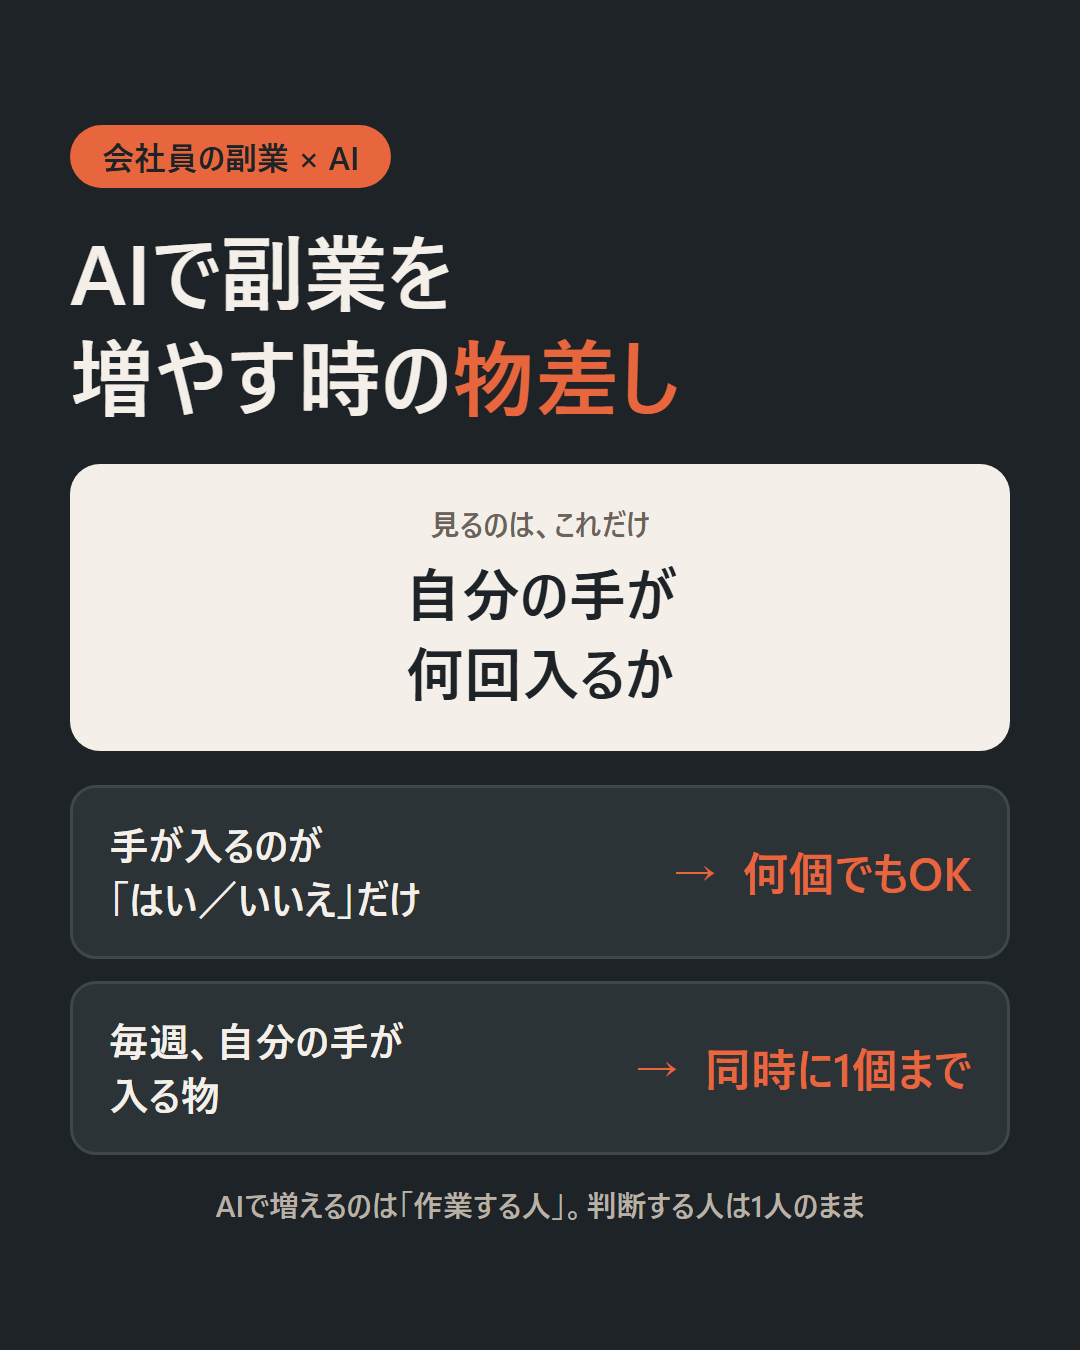 会社員の副業 × AI
AIで副業を
増やす時の物差し
見るのは、これだけ
自分の手が
何回入るか
手が入るのが
「はい／いいえ」だけ
→ 何個でもOK
毎週、自分の手が
入る物
→ 同時に1個まで
AIで増えるのは「作業する人」。判断する人は1人のまま